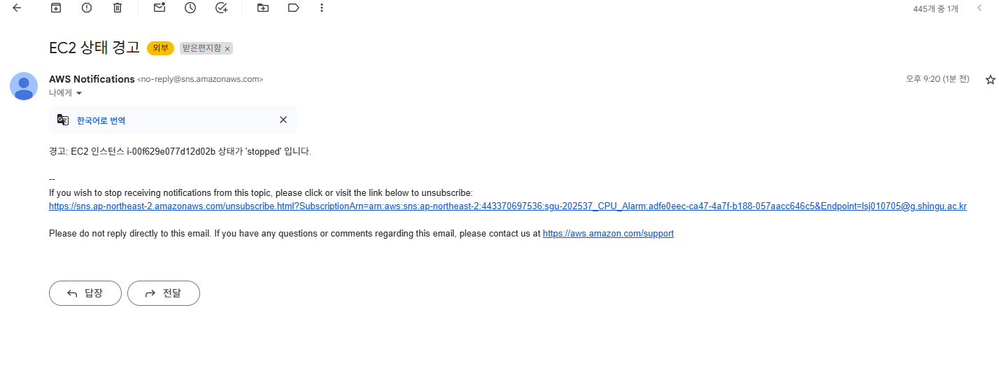 445개 중 1개
EC2 상태 경고 외부 받은편지함 ×
AWS Notifications <no-reply@sns.amazonaws.com>
오후 9:20 (1분 전)
나에게
한국어로 번역
경고: EC2 인스턴스 i-00f629e077d12d02b 상태가 'stopped' 입니다.
--
If you wish to stop receiving notifications from this topic, please click or visit the link below to unsubscribe:
https://sns.ap-northeast-2.amazonaws.com/unsubscribe.html?SubscriptionArn=arn:aws:sns:ap-northeast-2:443370697536:sgu-202537_CPU_Alarm:adfe0eec-ca47-4a7f-b188-057aacc646c5&Endpoint=lsj010705@g.shingu.ac.kr
Please do not reply directly to this email. If you have any questions or comments regarding this email, please contact us at https://aws.amazon.com/support
답장
전달